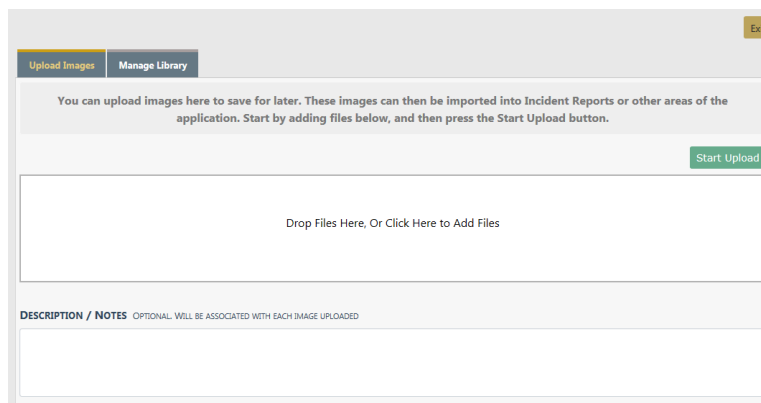 Ex
Upload Images
Manage Library
You can upload images here to save for later. These images can then be imported into Incident Reports or other areas of the
application. Start by adding files below, and then press the Start Upload button.
Start Upload
Drop Files Here, Or Click Here to Add Files
DESCRIPTION / NOTES OPTIONAL. WILL BE ASSOCIATED WITH EACH IMAGE UPLOADED